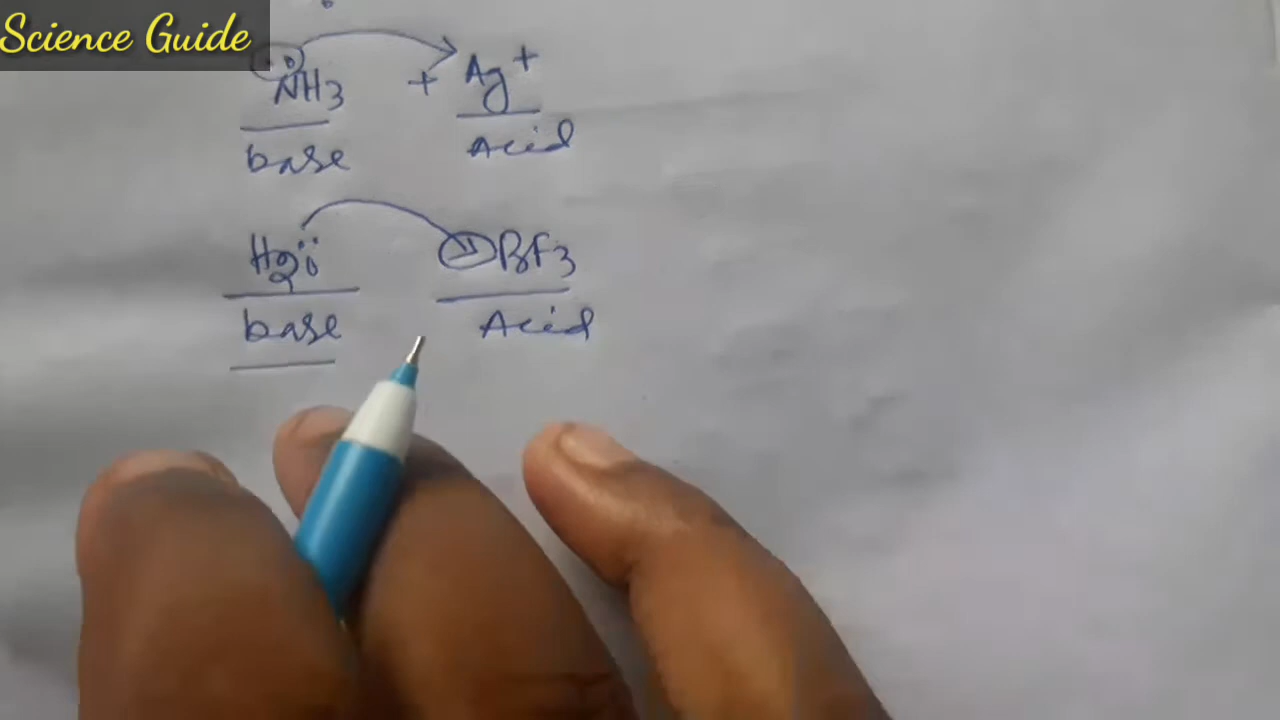 Science Guide
NH3 + Ag+
base Acid
H2O BF3
base Acid